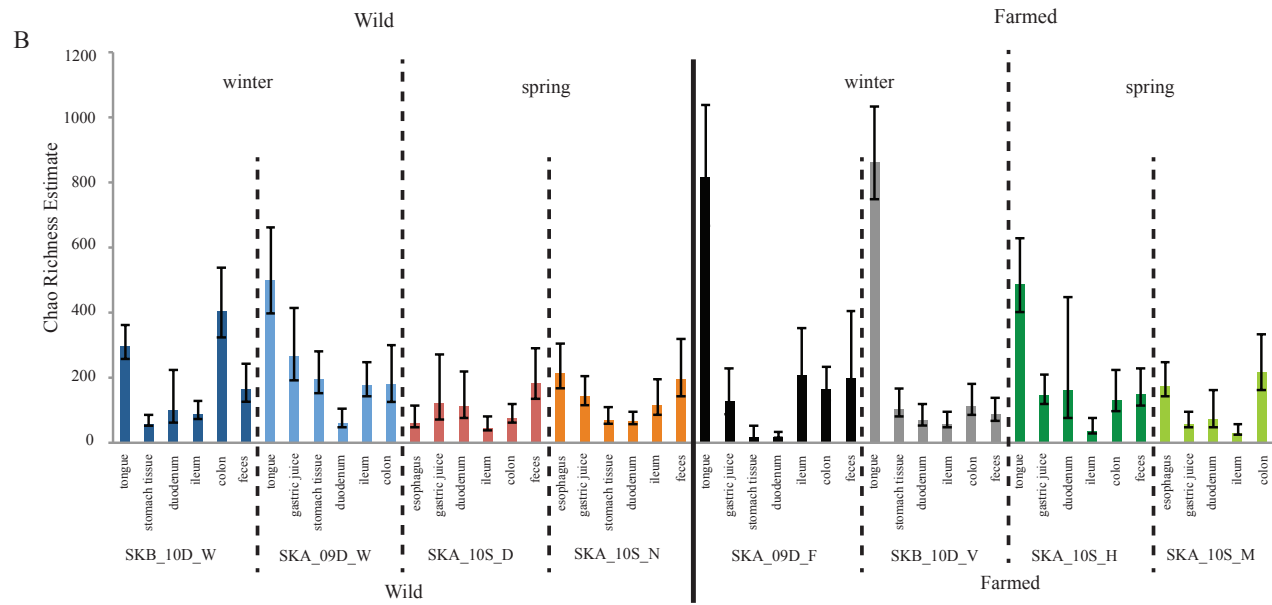 Wild
Farmed
B
winter
spring
winter
spring
Chao Richness Estimate
1200
1000
800
600
400
200
0
tongue
stomach tissue
duodenum
ileum
colon
feces
tongue
gastric juice
stomach tissue
duodenum
ileum
colon
esophagus
gastric juice
duodenum
ileum
colon
feces
esophagus
gastric juice
stomach tissue
duodenum
ileum
feces
tongue
gastric juice
stomach tissue
duodenum
ileum
colon
feces
tongue
stomach tissue
duodenum
ileum
colon
feces
tongue
gastric juice
duodenum
ileum
colon
feces
esophagus
gastric juice
duodenum
ileum
colon
SKB_10D_W
SKA_09D_W
SKA_10S_D
SKA_10S_N
SKA_09D_F
SKB_10D_V
SKA_10S_H
SKA_10S_M
Wild
Farmed